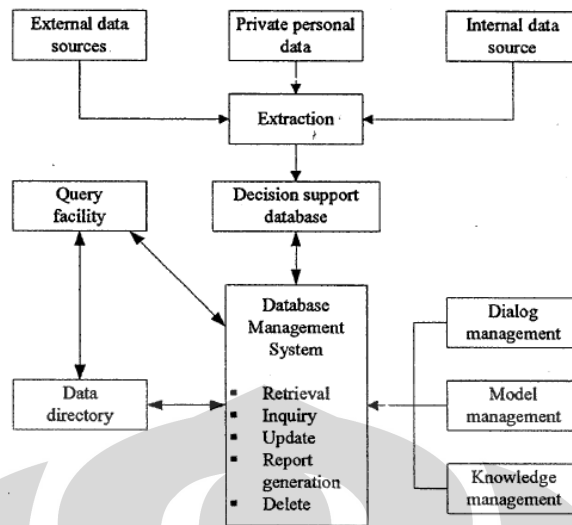 External data
sources
Private personal
data
Internal data
source
Extraction
Query
facility
Decision support
database
Database
Management
System
▪ Retrieval
▪ Inquiry
▪ Update
▪ Report
generation
▪ Delete
Dialog
management
Data
directory
Model
management
Knowledge
management